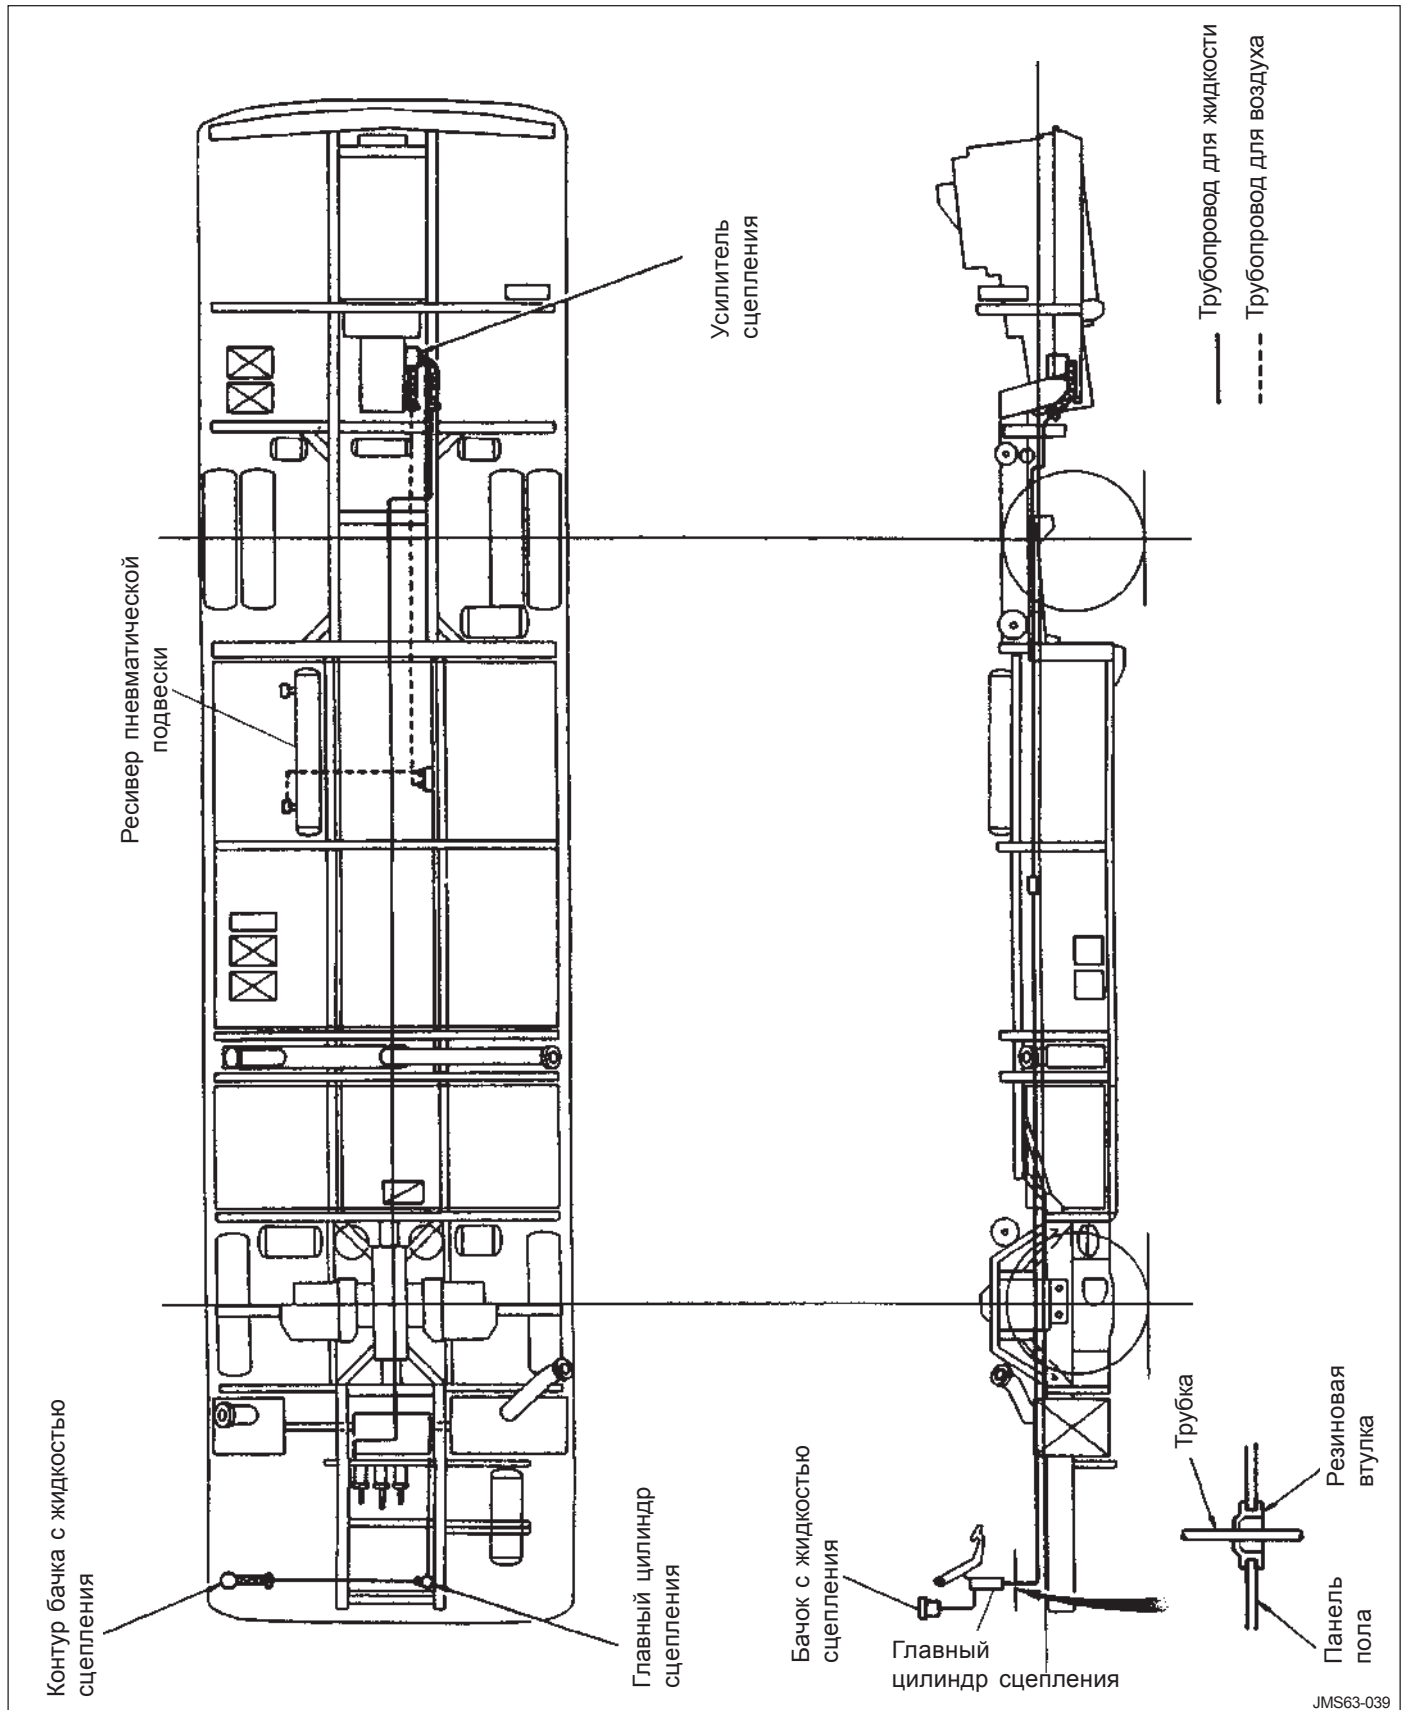 Трубопровод для жидкости
Трубопровод для воздуха
Усилитель
сцепления
Ресивер пневматической
подвески
Контур бачка с жидкостью
сцепления
Главный цилиндр
сцепления
Бачок с жидкостью
сцепления
Главный
цилиндр сцепления
Трубка
Резиновая
втулка
Панель
пола
JMS63-039